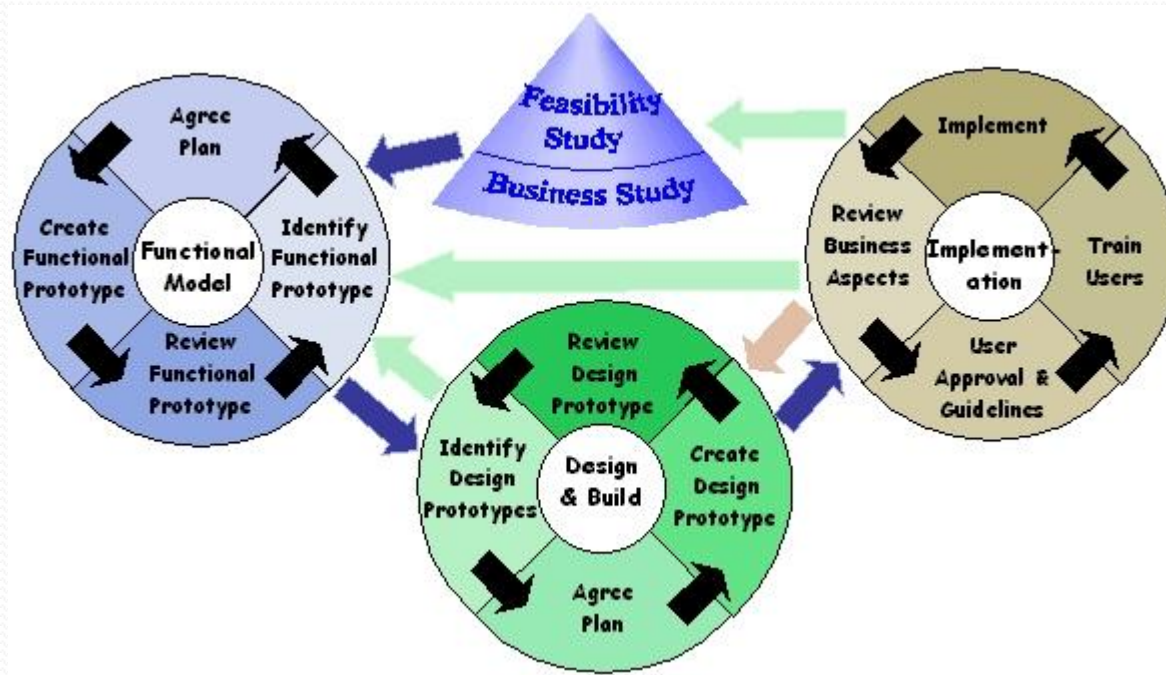 Feasibility
Study
Business Study
Agree
Plan
Create
Functional
Prototype
Functional
Model
Identify
Functional
Prototype
Review
Functional
Prototype
Review
Design
Prototype
Identify
Design
Prototypes
Design
& Build
Create
Design
Prototype
Agree
Plan
Implement
Review
Business
Aspects
Implement-
ation
Train
Users
User
Approval &
Guidelines